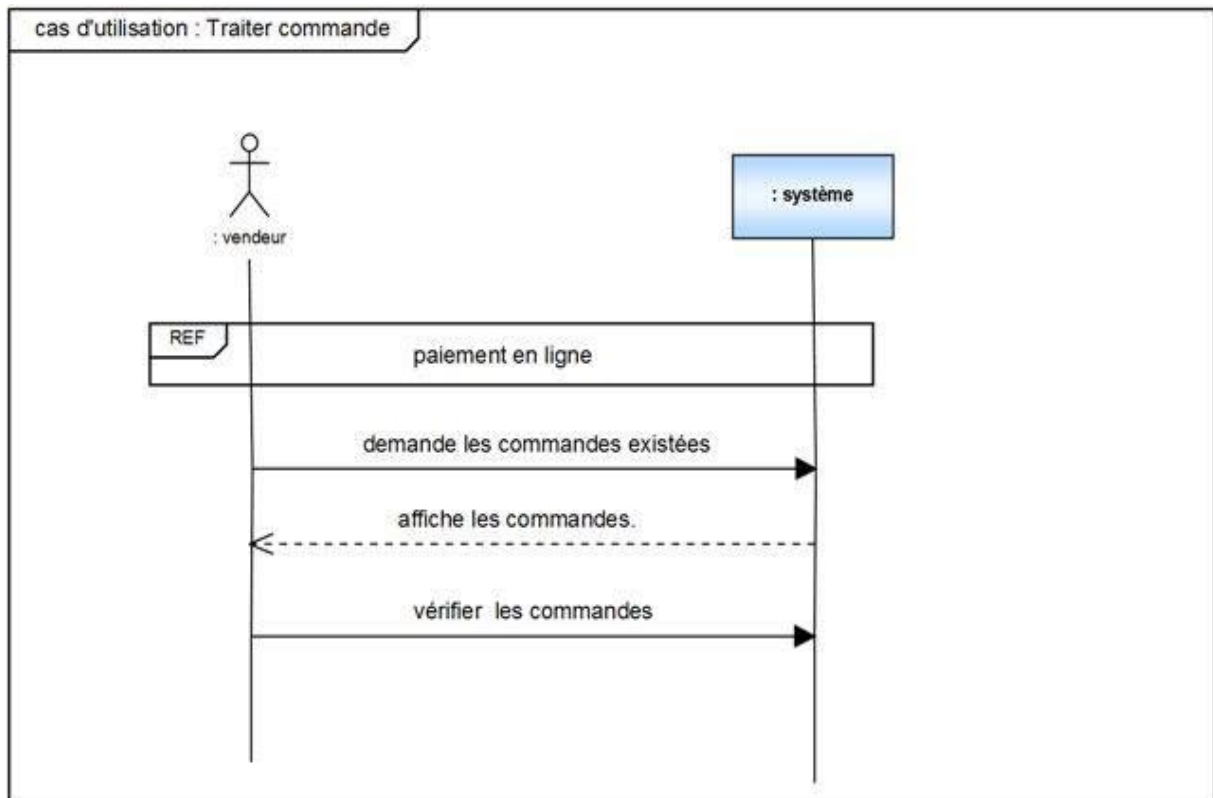 cas d'utilisation : Traiter commande
: système
: vendeur
REF
paiement en ligne
demande les commandes existées
affiche les commandes.
vérifier les commandes